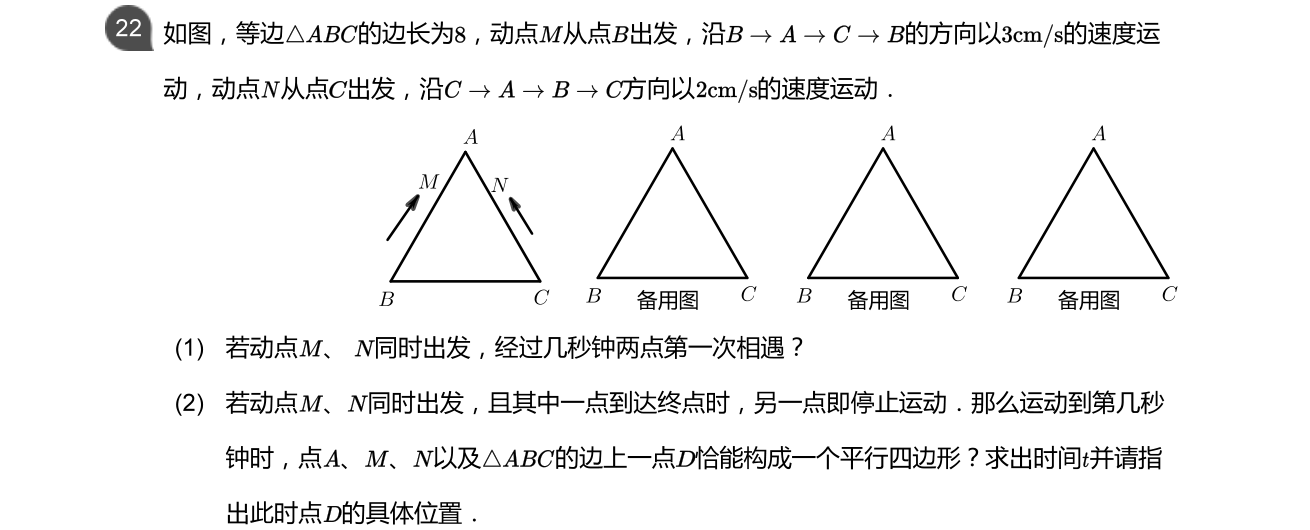 22 如图，等边△ABC的边长为8，动点M从点B出发，沿B→A→C→B的方向以3cm/s的速度运
动，动点N从点C出发，沿C→A→B→C方向以2cm/s的速度运动．
A A A A
M N
B C B 备用图 C B 备用图 C B 备用图 C
(1) 若动点M、 N同时出发，经过几秒钟两点第一次相遇？
(2) 若动点M、N同时出发，且其中一点到达终点时，另一点即停止运动．那么运动到第几秒
钟时，点A、M、N以及△ABC的边上一点D恰能构成一个平行四边形？求出时间t并请指
出此时点D的具体位置．